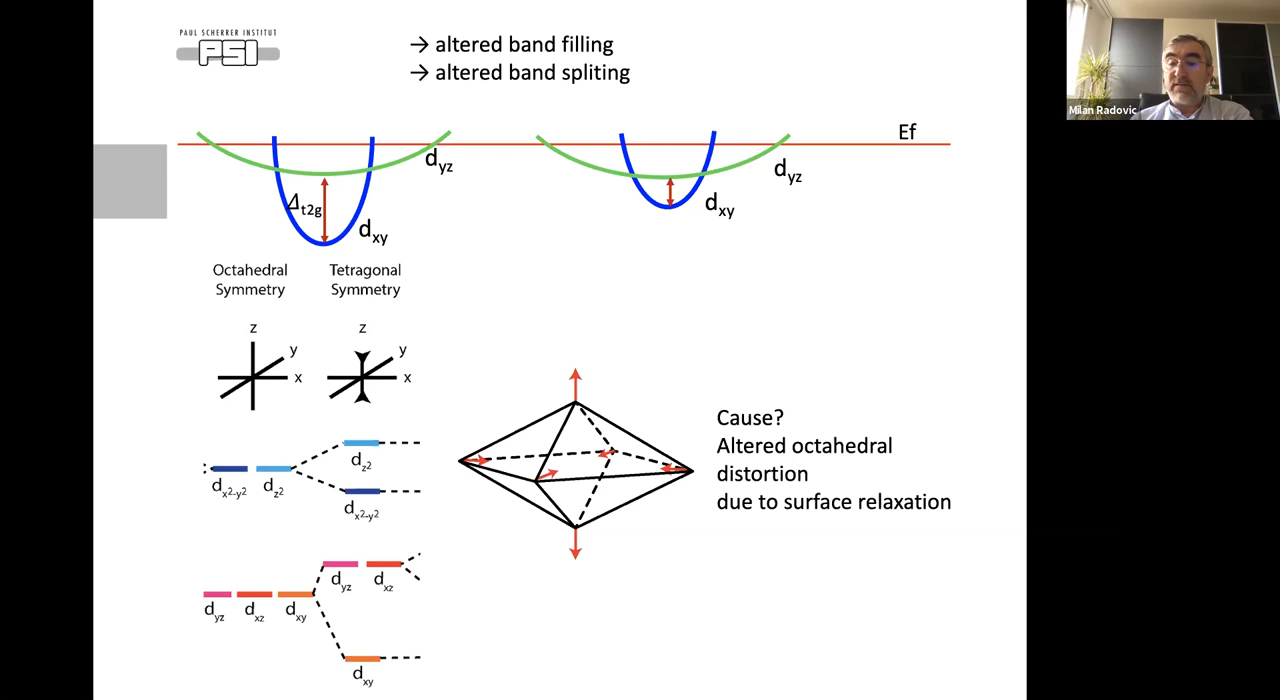 PAUL SCHERRER INSTITUT
PSI
→ altered band filling
→ altered band spliting
Milan Radovic
Ef
dyz
Δt2g
dxy
dyz
dxy
Octahedral Symmetry
Tetragonal Symmetry
z
y
x
z
y
x
Cause?
Altered octahedral
distortion
due to surface relaxation
dz2
dx2-y2
dz2
dx2-y2
dyz
dxz
dyz
dxz
dxy
dxy